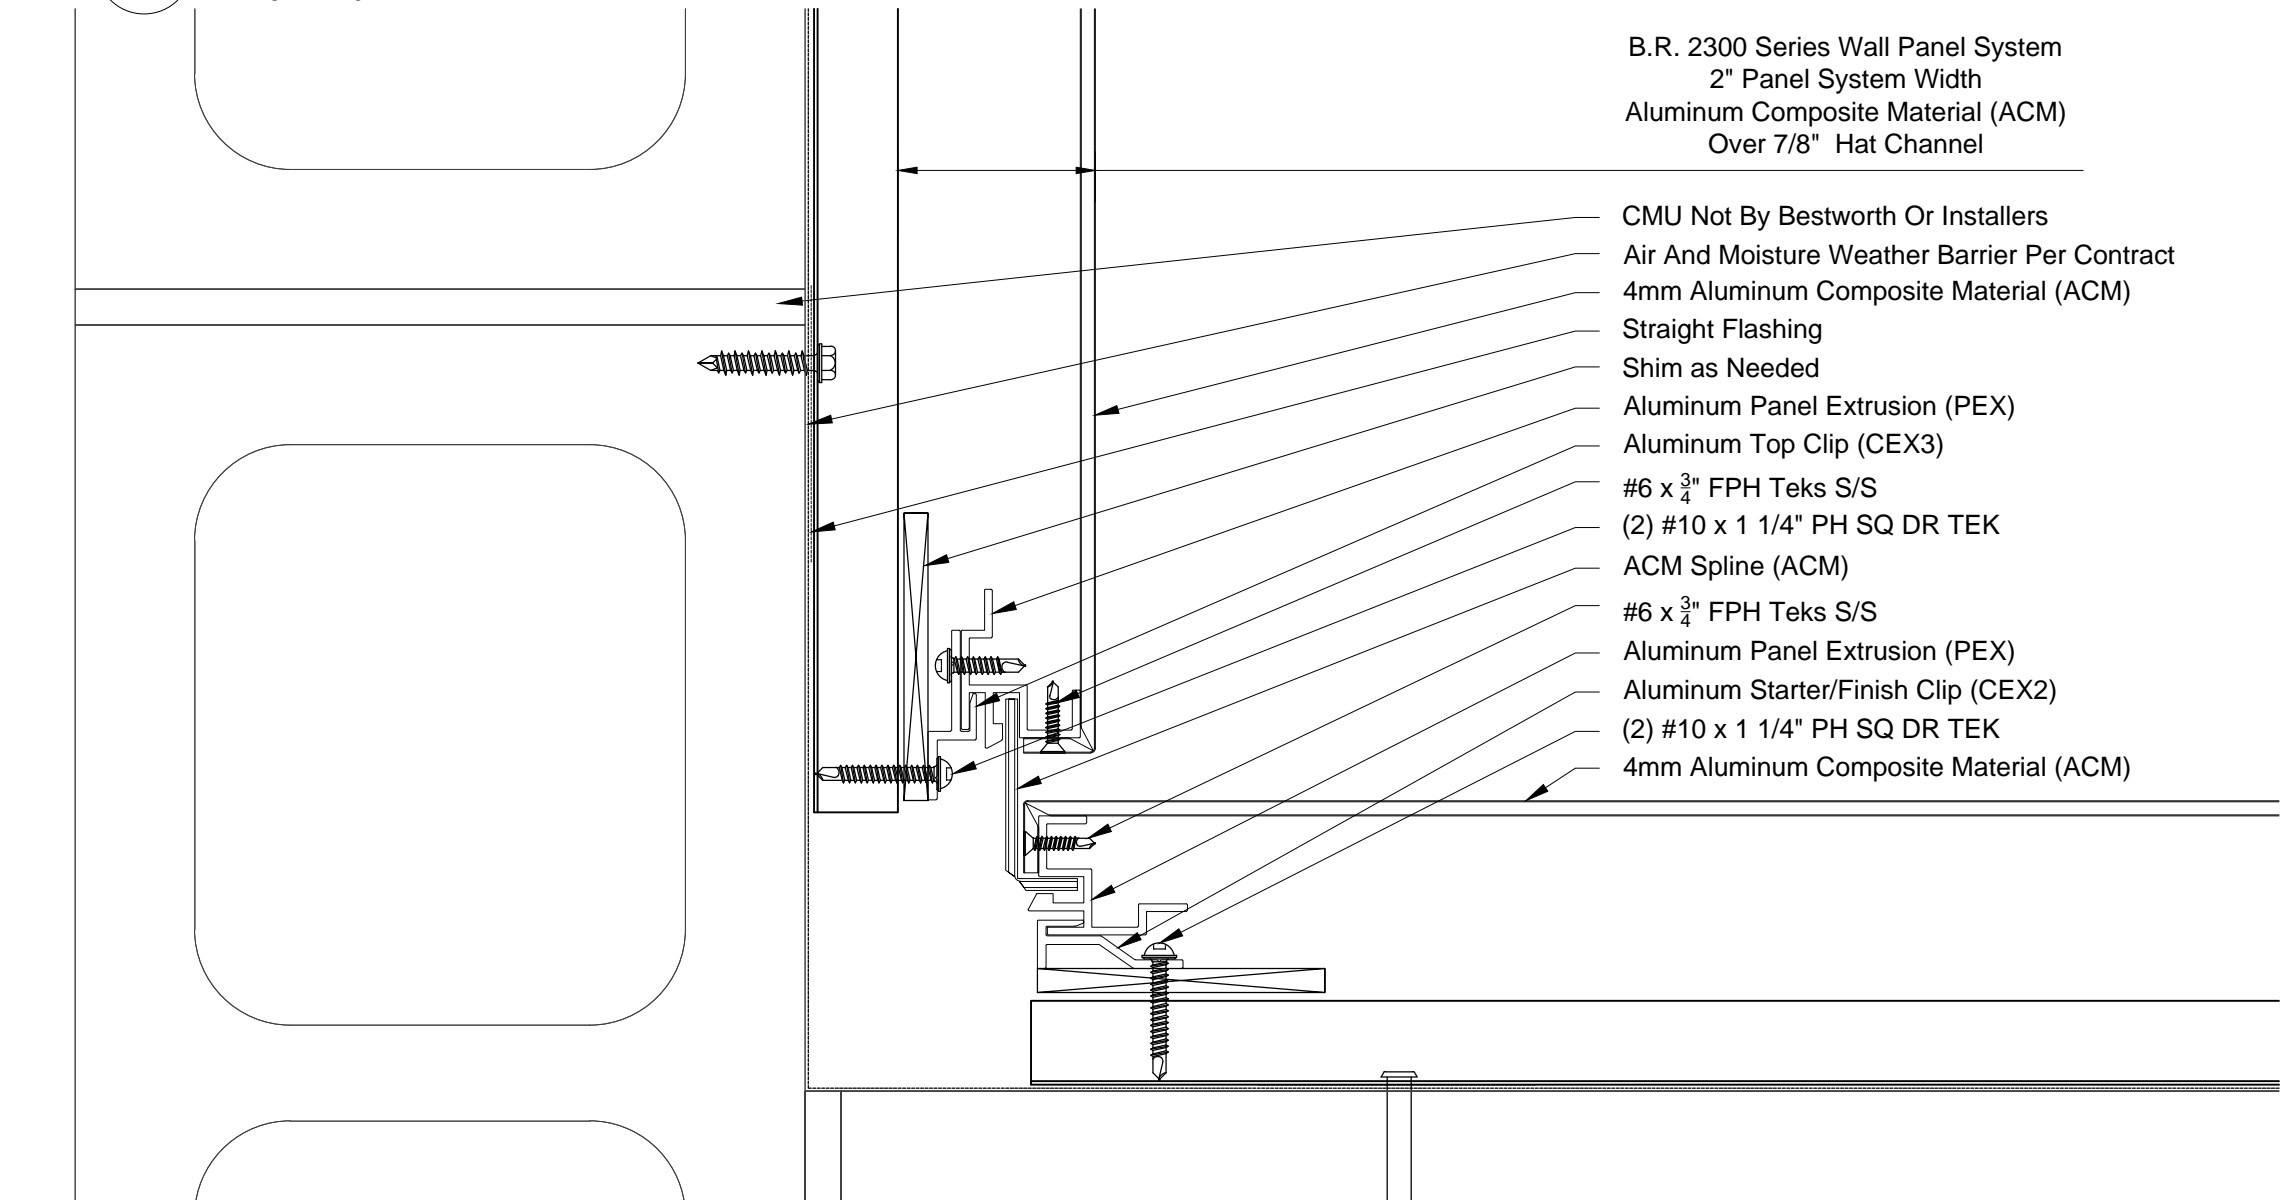 B.R. 2300 Series Wall Panel System
2" Panel System Width
Aluminum Composite Material (ACM)
Over 7/8" Hat Channel
CMU Not By Bestworth Or Installers
Air And Moisture Weather Barrier Per Contract
4mm Aluminum Composite Material (ACM)
Straight Flashing
Shim as Needed
Aluminum Panel Extrusion (PEX)
Aluminum Top Clip (CEX3)
#6 x 3/4" FPH Teks S/S
(2) #10 x 1 1/4" PH SQ DR TEK
ACM Spline (ACM)
#6 x 3/4" FPH Teks S/S
Aluminum Panel Extrusion (PEX)
Aluminum Starter/Finish Clip (CEX2)
(2) #10 x 1 1/4" PH SQ DR TEK
4mm Aluminum Composite Material (ACM)